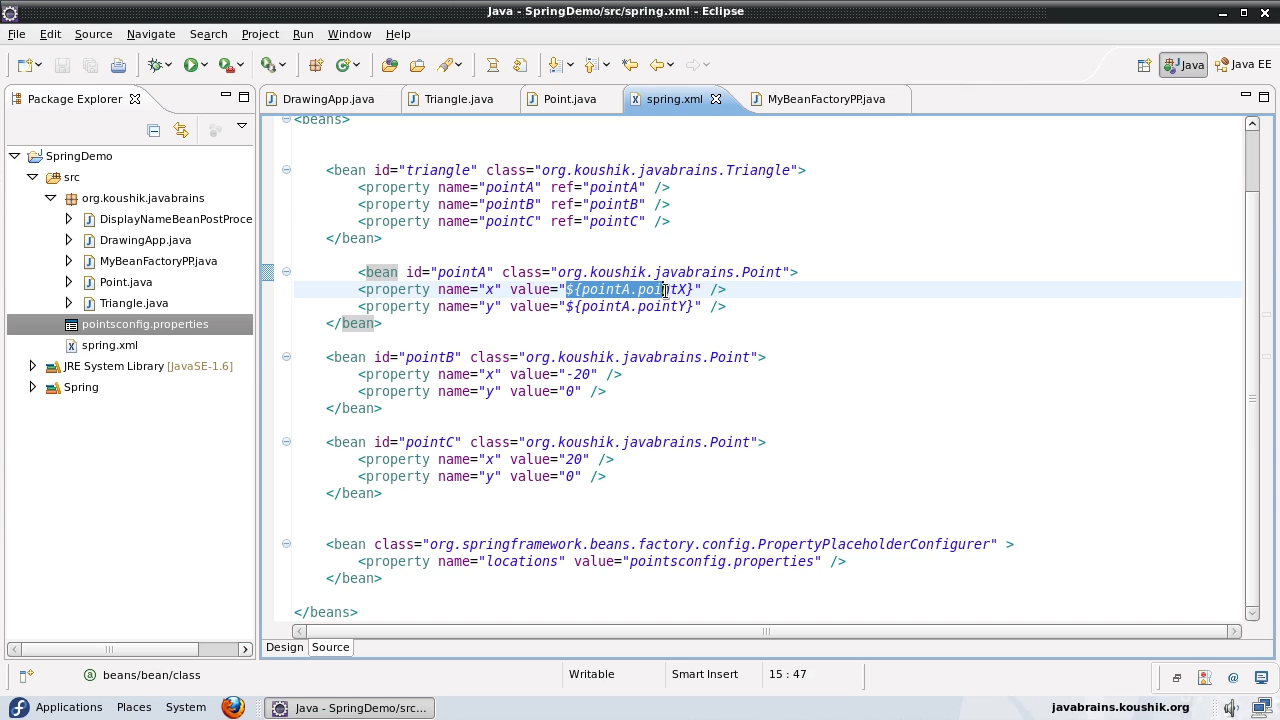 Java - SpringDemo/src/spring.xml - Eclipse
File Edit Source Navigate Search Project Run Window Help
Java Java EE
Package Explorer
DrawingApp.java Triangle.java Point.java spring.xml MyBeanFactoryPP.java
SpringDemo
src
org.koushik.javabrains
DisplayNameBeanPostProce
DrawingApp.java
MyBeanFactoryPP.java
Point.java
Triangle.java
pointsconfig.properties
spring.xml
JRE System Library [JavaSE-1.6]
Spring
<beans>
<bean id="triangle" class="org.koushik.javabrains.Triangle">
<property name="pointA" ref="pointA" />
<property name="pointB" ref="pointB" />
<property name="pointC" ref="pointC" />
</bean>
<bean id="pointA" class="org.koushik.javabrains.Point">
<property name="x" value="${pointA.pointX}" />
<property name="y" value="${pointA.pointY}" />
</bean>
<bean id="pointB" class="org.koushik.javabrains.Point">
<property name="x" value="-20" />
<property name="y" value="0" />
</bean>
<bean id="pointC" class="org.koushik.javabrains.Point">
<property name="x" value="20" />
<property name="y" value="0" />
</bean>
<bean class="org.springframework.beans.factory.config.PropertyPlaceholderConfigurer" >
<property name="locations" value="pointsconfig.properties" />
</bean>
</beans>
Design Source
beans/bean/class Writable Smart Insert 15 : 47
Applications Places System Java - SpringDemo/src... javabrains.koushik.org